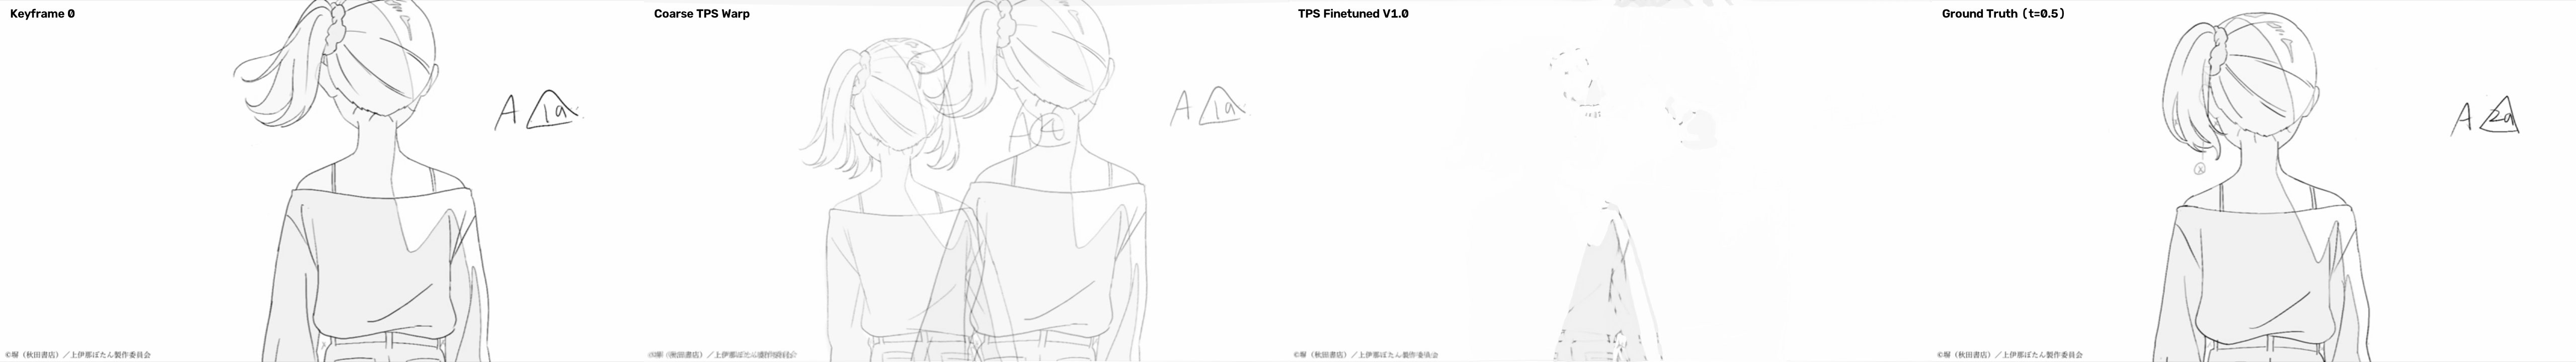 Keyframe 0
Coarse TPS Warp
TPS Finetuned V1.0
Ground Truth (t=0.5)
A 1a
A 1a
A 2a
©塀（秋田書店）／上伊那ぼたん製作委員会
©塀（秋田書店）／上伊那ぼたん製作委員会
©塀（秋田書店）／上伊那ぼたん製作委員会